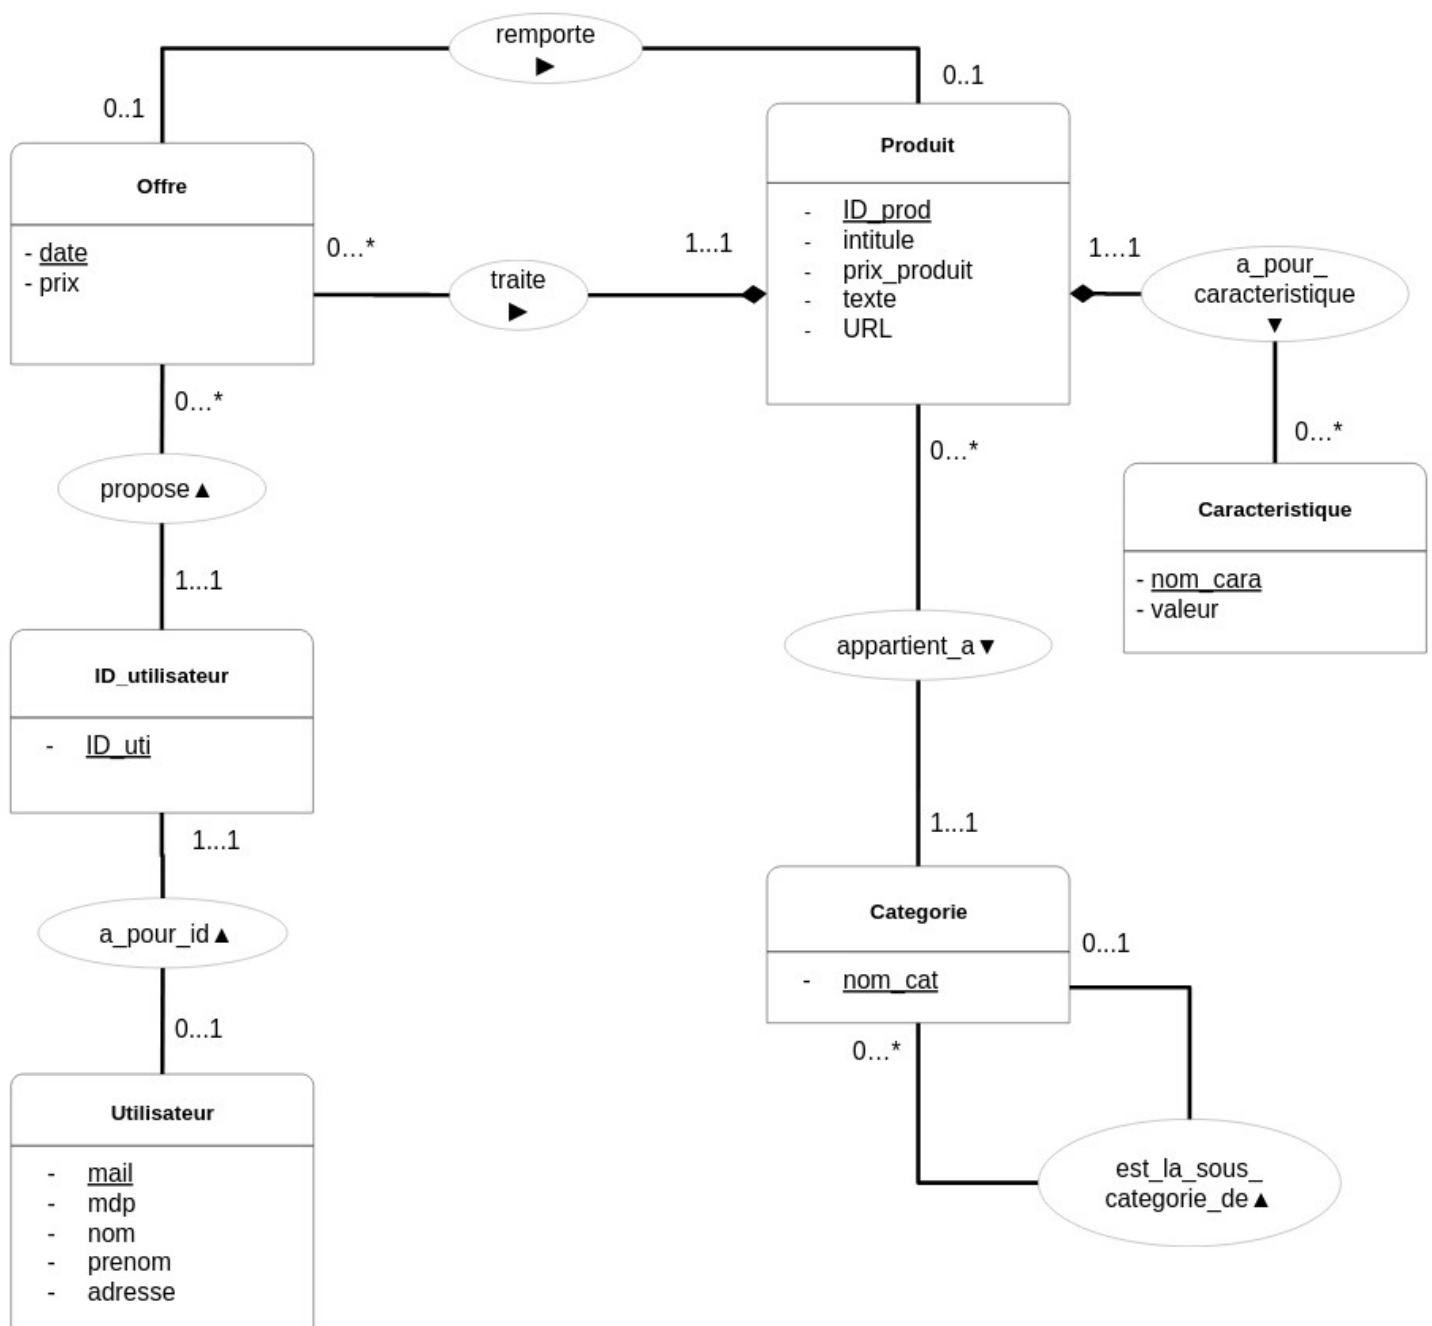 remporte
▶
0..1
0..1
Offre
- date
- prix
0...*
traite
▶
1...1
Produit
- ID_prod
- intitule
- prix_produit
- texte
- URL
1...1
a_pour_
caracteristique
▼
0...*
Caracteristique
- nom_cara
- valeur
0...*
propose▲
1...1
ID_utilisateur
- ID_uti
1...1
a_pour_id▲
0...1
Utilisateur
- mail
- mdp
- nom
- prenom
- adresse
0...*
appartient_a▼
1...1
Categorie
- nom_cat
0...1
0...*
est_la_sous_
categorie_de▲